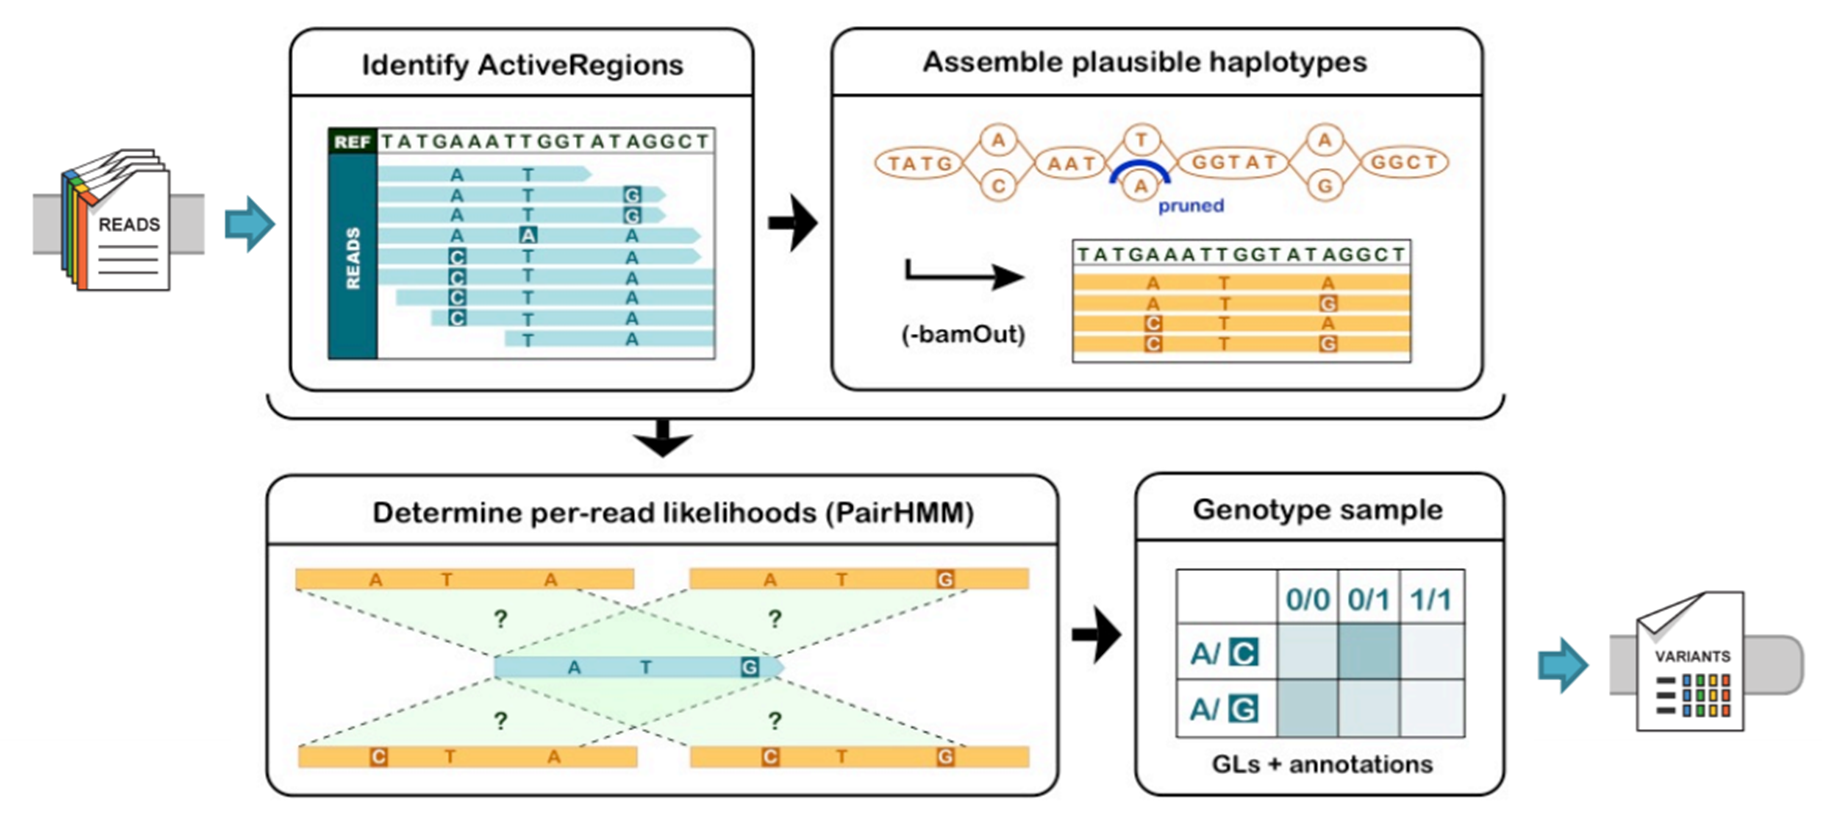 READS
Identify ActiveRegions
REF TATGAAATTGGTATAGGCT
READS
A T
A T G
A T G
A A A
C T A
C T A
C T A
C T A
T A
Assemble plausible haplotypes
A T A
TATG AAT GGTAT GGCT
C A G
pruned
(-bamOut)
TATGAAATTGGTATAGGCT
A T A
A T G
C T A
C T G
Determine per-read likelihoods (PairHMM)
A T A A T G
? ?
A T G
? ?
C T A C T G
Genotype sample
0/0 0/1 1/1
A/ C
A/ G
GLs + annotations
VARIANTS